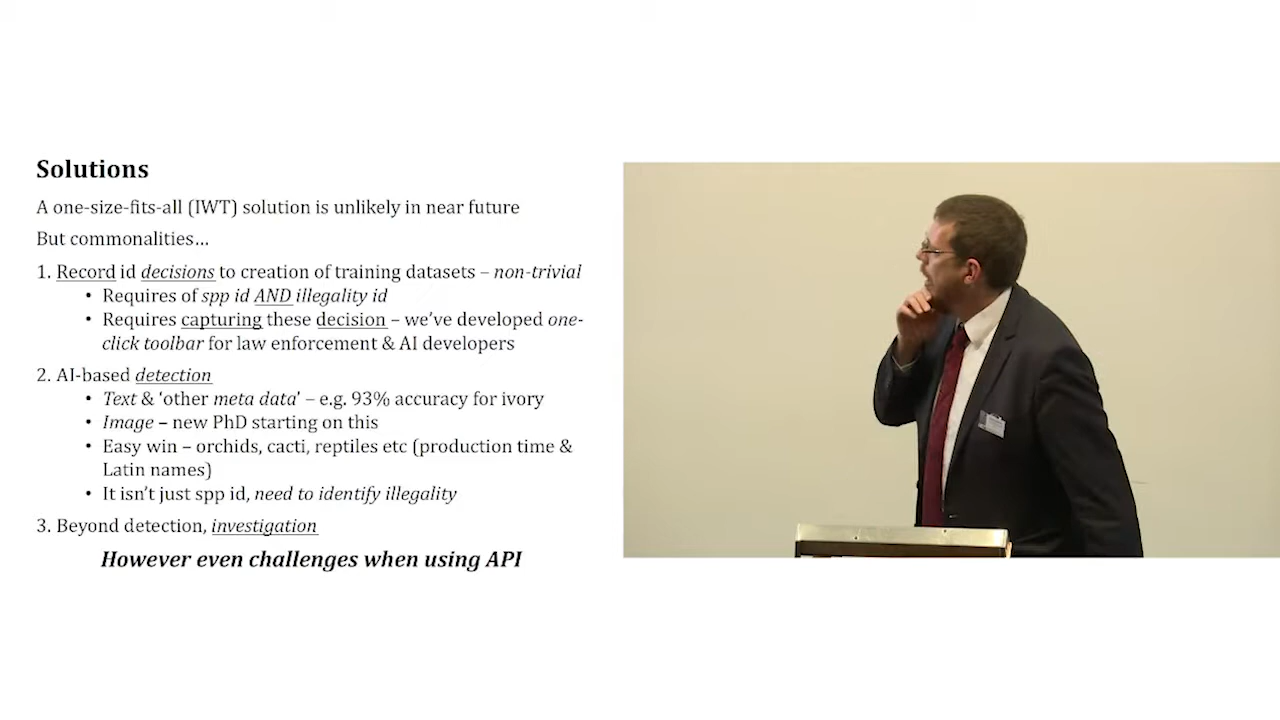 Solutions
A one-size-fits-all (IWT) solution is unlikely in near future
But commonalities…
1. Record id decisions to creation of training datasets – non-trivial
• Requires of spp id AND illegality id
• Requires capturing these decision – we've developed one-
click toolbar for law enforcement & AI developers
2. AI-based detection
• Text & 'other meta data' – e.g. 93% accuracy for ivory
• Image – new PhD starting on this
• Easy win – orchids, cacti, reptiles etc (production time &
Latin names)
• It isn't just spp id, need to identify illegality
3. Beyond detection, investigation
However even challenges when using API